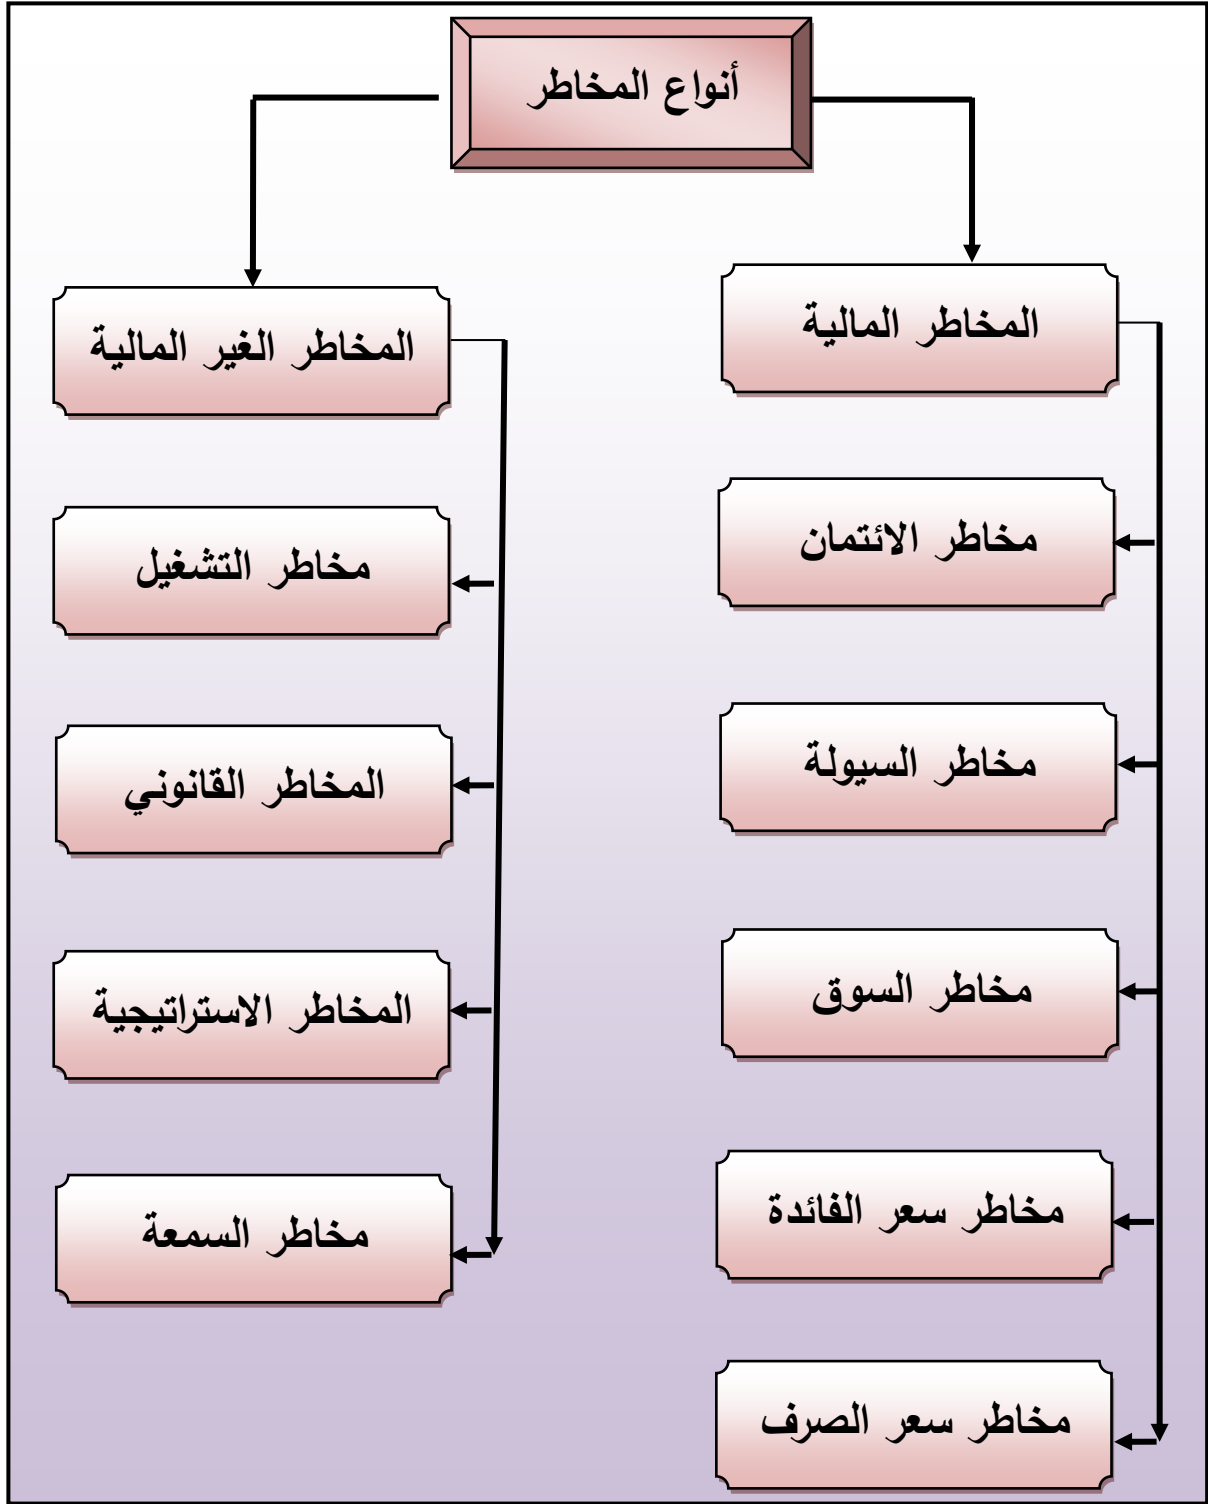 أنواع المخاطر
المخاطر المالية
مخاطر الائتمان
مخاطر السيولة
مخاطر السوق
مخاطر سعر الفائدة
مخاطر سعر الصرف
المخاطر الغير المالية
مخاطر التشغيل
المخاطر القانوني
المخاطر الاستراتيجية
مخاطر السمعة